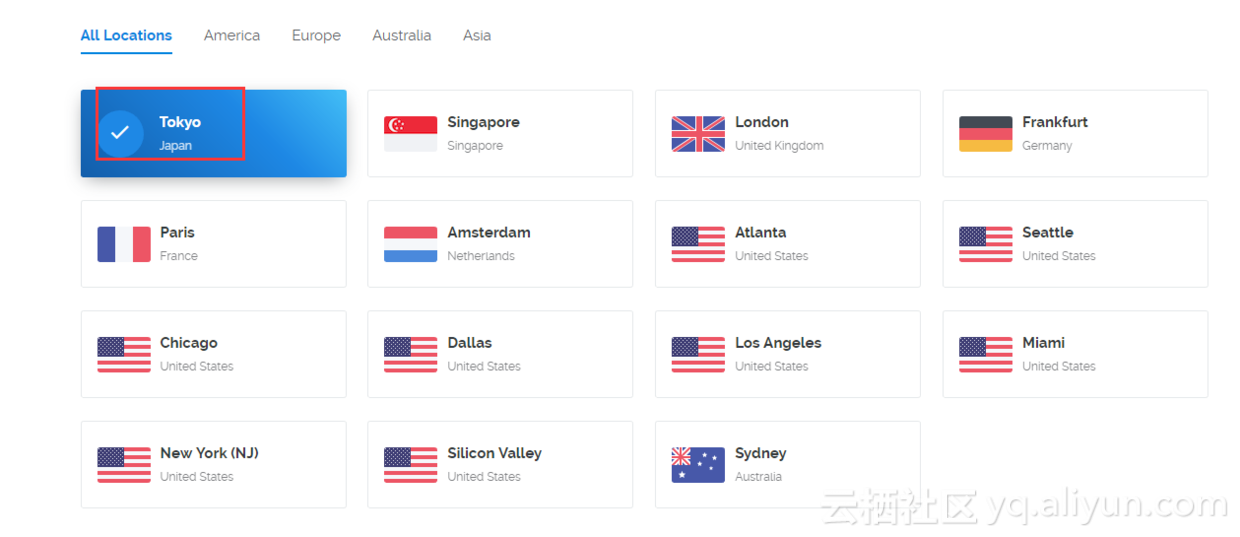 All Locations America Europe Australia Asia
Tokyo Singapore London Frankfurt
Japan Singapore United Kingdom Germany
Paris Amsterdam Atlanta Seattle
France Netherlands United States United States
Chicago Dallas Los Angeles Miami
United States United States United States United States
New York (NJ) Silicon Valley Sydney
United States United States Australia
云栖社区 yq.aliyun.com